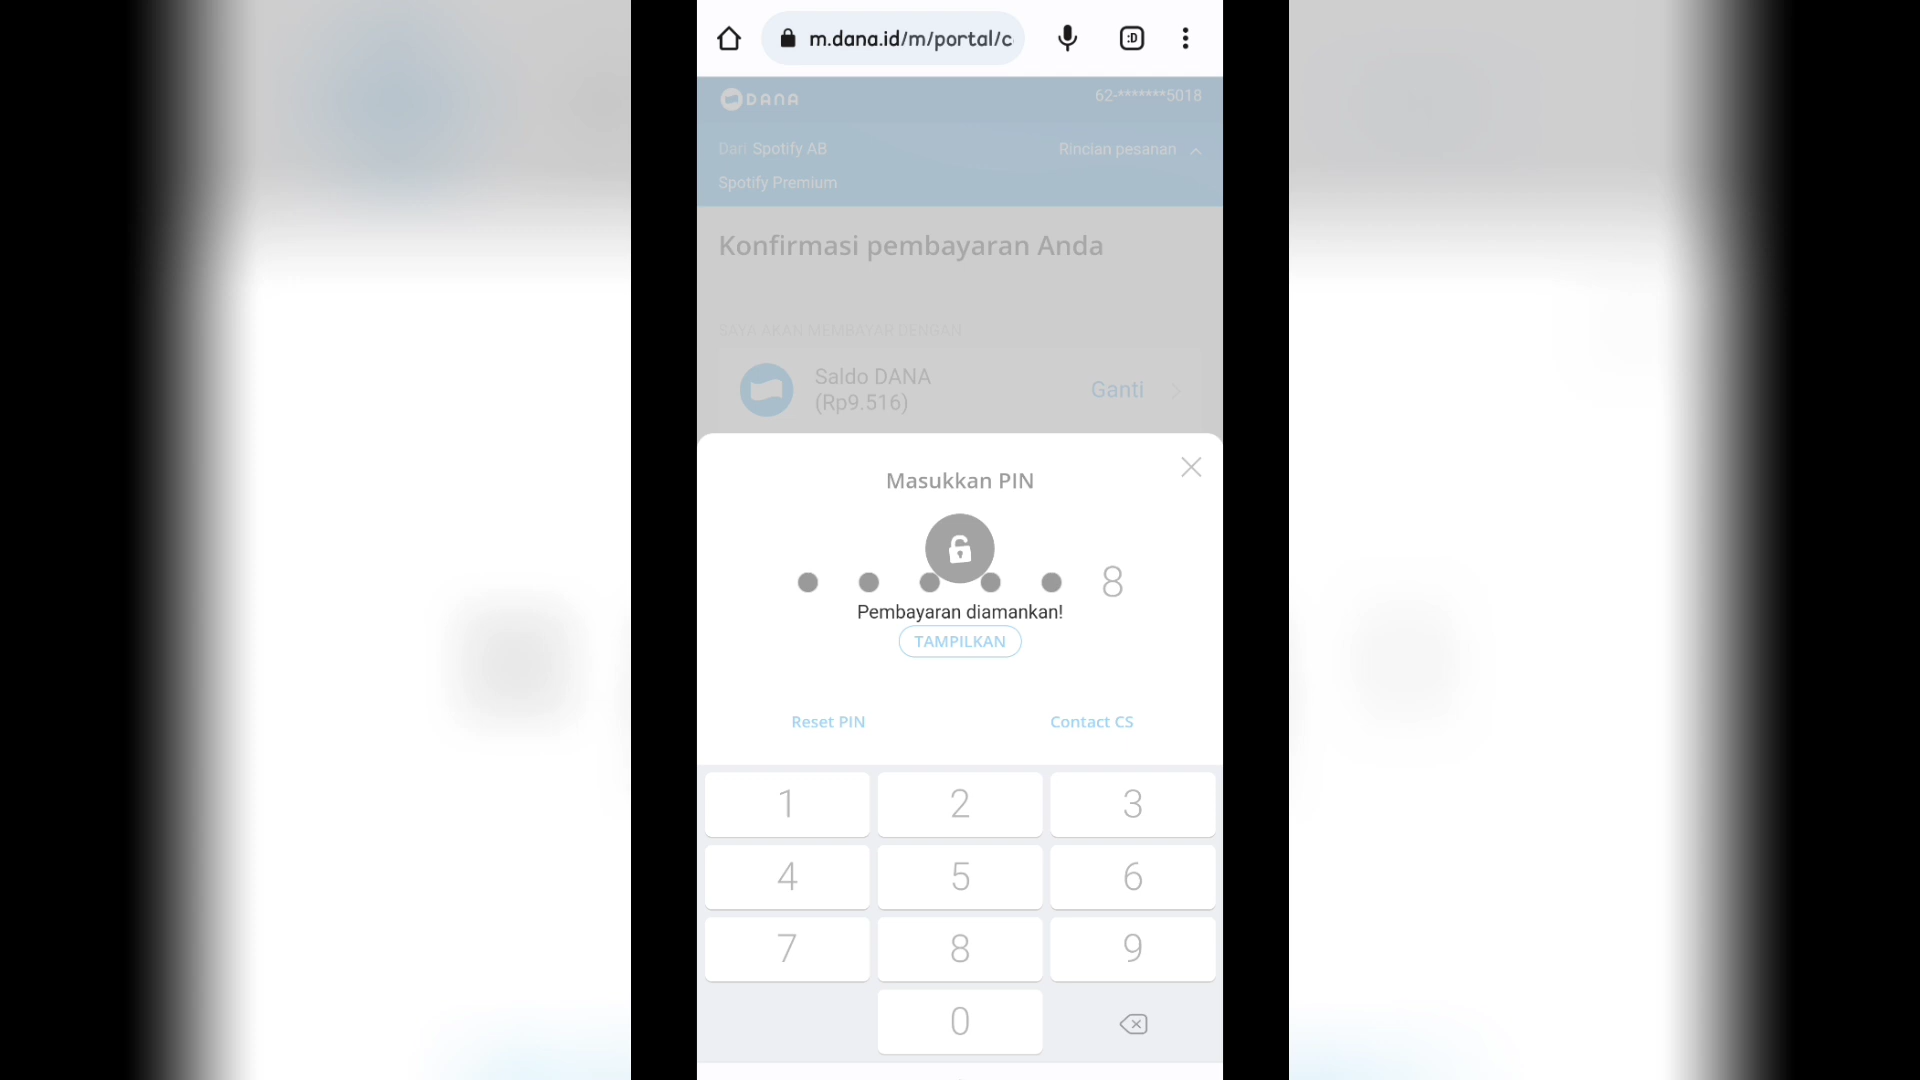 m.dana.id/m/portal/c
:D
DANA
62-*******5018
Dari Spotify AB
Rincian pesanan
Spotify Premium
Konfirmasi pembayaran Anda
SAYA AKAN MEMBAYAR DENGAN
Saldo DANA
(Rp9.516)
Ganti
Masukkan PIN
8
Pembayaran diamankan!
TAMPILKAN
Reset PIN
Contact CS
1 2 3
4 5 6
7 8 9
0